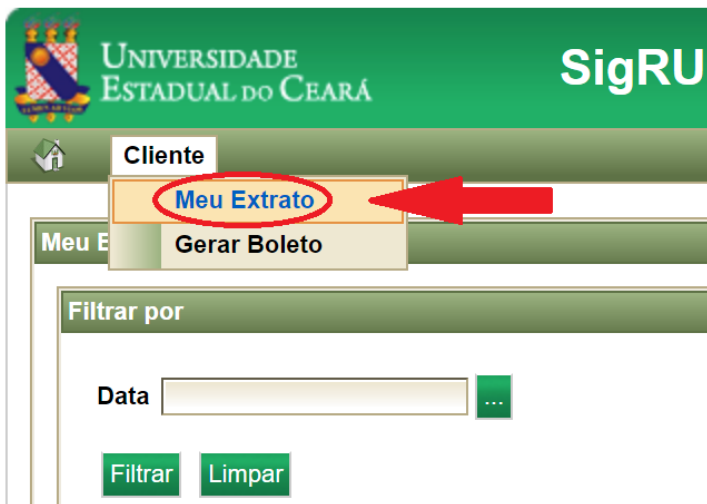 UNIVERSIDADE
ESTADUAL DO CEARÁ
SigRU
Cliente
Meu Extrato
Gerar Boleto
Meu E
Filtrar por
Data
...
Filtrar Limpar